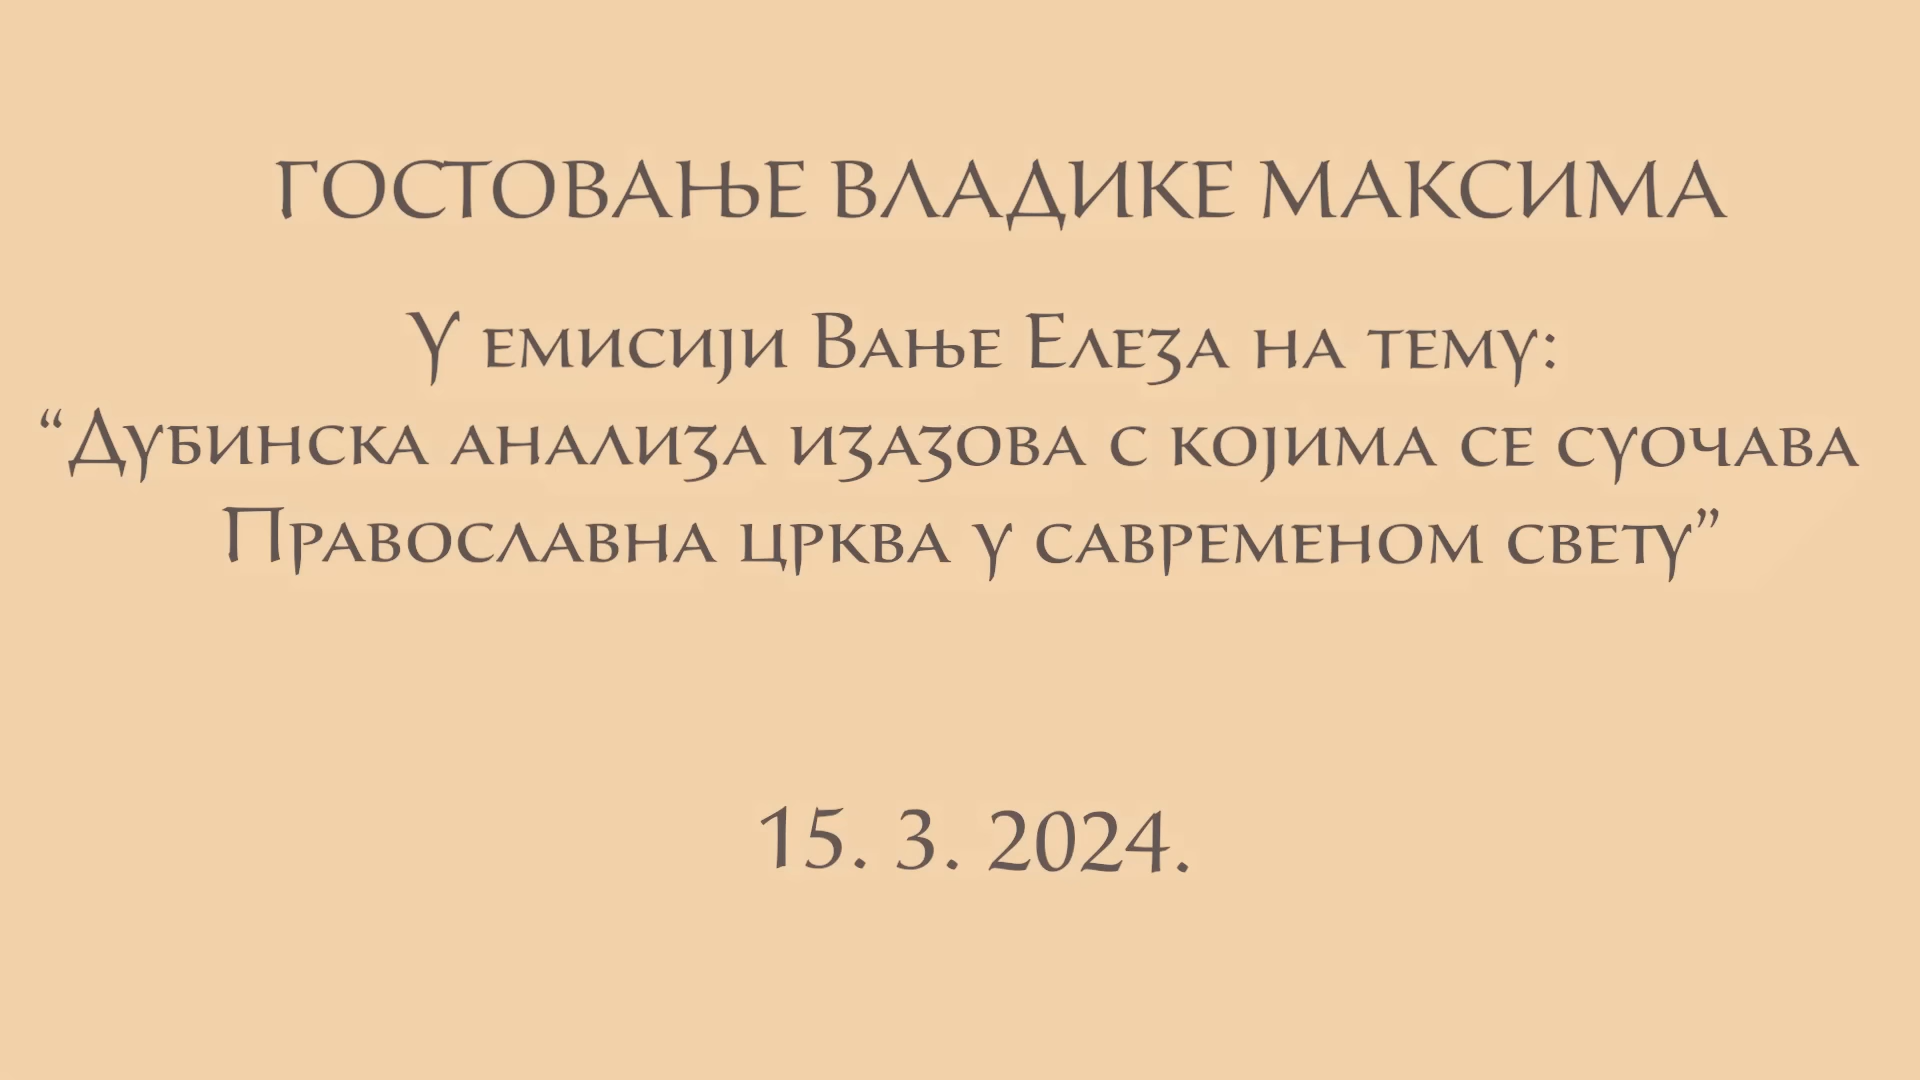 ГОСТОВАЊЕ ВЛАДИКЕ МАКСИМА
У емисији Вање Елеза на тему:
“Дубинска анализа изазова с којима се суочава
Православна црква у савременом свету”
15. 3. 2024.